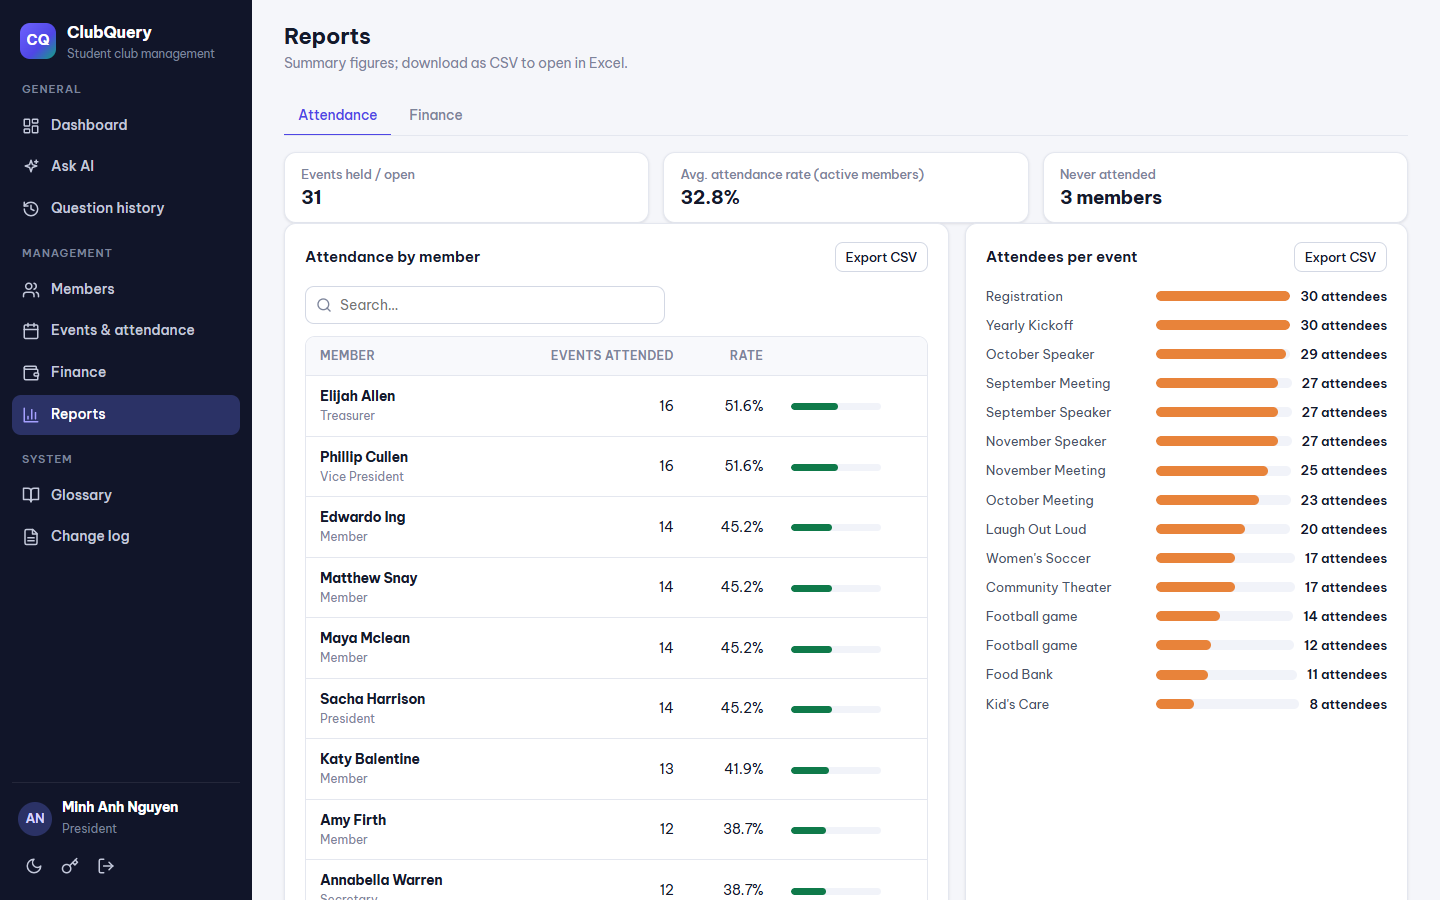 CQ
ClubQuery
Student club management
GENERAL
Dashboard
Ask AI
Question history
MANAGEMENT
Members
Events & attendance
Finance
Reports
SYSTEM
Glossary
Change log
AN
Minh Anh Nguyen
President
Reports
Summary figures; download as CSV to open in Excel.
Attendance Finance
Events held / open
31
Avg. attendance rate (active members)
32.8%
Never attended
3 members
Attendance by member
Export CSV
Search...
MEMBER EVENTS ATTENDED RATE
Elijah Allen
Treasurer
16 51.6%
Phillip Cullen
Vice President
16 51.6%
Edwardo Ing
Member
14 45.2%
Matthew Snay
Member
14 45.2%
Maya Mclean
Member
14 45.2%
Sacha Harrison
President
14 45.2%
Katy Balentine
Member
13 41.9%
Amy Firth
Member
12 38.7%
Annabella Warren
Secretary
12 38.7%
Attendees per event
Export CSV
Registration 30 attendees
Yearly Kickoff 30 attendees
October Speaker 29 attendees
September Meeting 27 attendees
September Speaker 27 attendees
November Speaker 27 attendees
November Meeting 25 attendees
October Meeting 23 attendees
Laugh Out Loud 20 attendees
Women's Soccer 17 attendees
Community Theater 17 attendees
Football game 14 attendees
Football game 12 attendees
Food Bank 11 attendees
Kid's Care 8 attendees